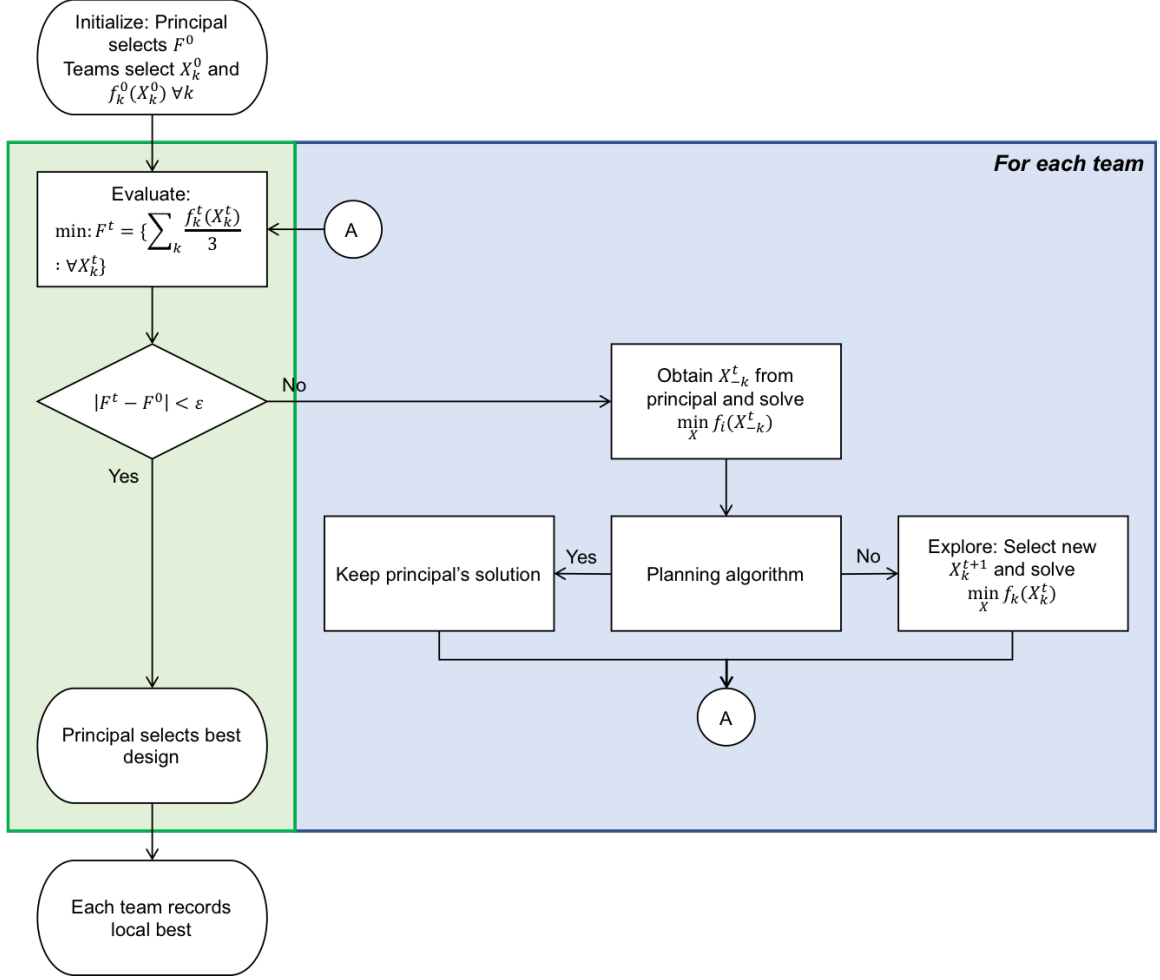 Initialize: Principal
selects F⁰
Teams select X_k^0 and
f_k^0(X_k^0) ∀k
For each team
Evaluate:
min: F^t = {∑_k f_k^t(X_k^t)/3
: ∀X_k^t}
A
|F^t − F^0| < ε
No
Yes
Obtain X_{-k}^t from
principal and solve
min_X f_i(X_{-k}^t)
Keep principal's solution
Yes
Planning algorithm
No
Explore: Select new
X_k^{t+1} and solve
min_X f_k(X_k^t)
A
Principal selects best
design
Each team records
local best